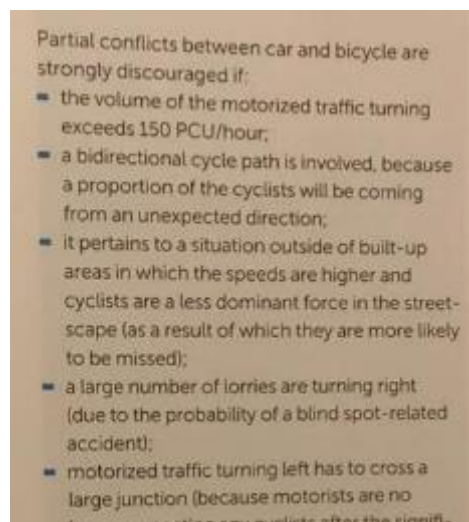 Partial conflicts between car and bicycle are
strongly discouraged if:
- the volume of the motorized traffic turning
exceeds 150 PCU/hour;
- a bidirectional cycle path is involved, because
a proportion of the cyclists will be coming
from an unexpected direction;
- it pertains to a situation outside of built-up
areas in which the speeds are higher and
cyclists are a less dominant force in the street-
scape (as a result of which they are more likely
to be missed);
- a large number of lorries are turning right
(due to the probability of a blind spot-related
accident);
- motorized traffic turning left has to cross a
large junction (because motorists are no
cyclists after the signifi-